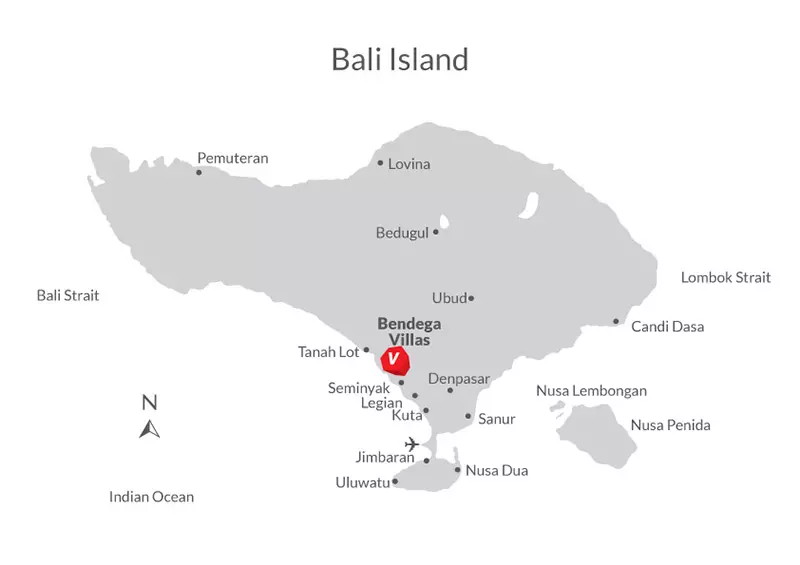 Bali Island
Pemuteran
Lovina
Bedugul
Lombok Strait
Bali Strait
Ubud
Bendega
Villas
Candi Dasa
Tanah Lot
V
Denpasar
Seminyak
Nusa Lembongan
Legian
N
Kuta
Sanur
Nusa Penida
Jimbaran
Nusa Dua
Uluwatu
Indian Ocean